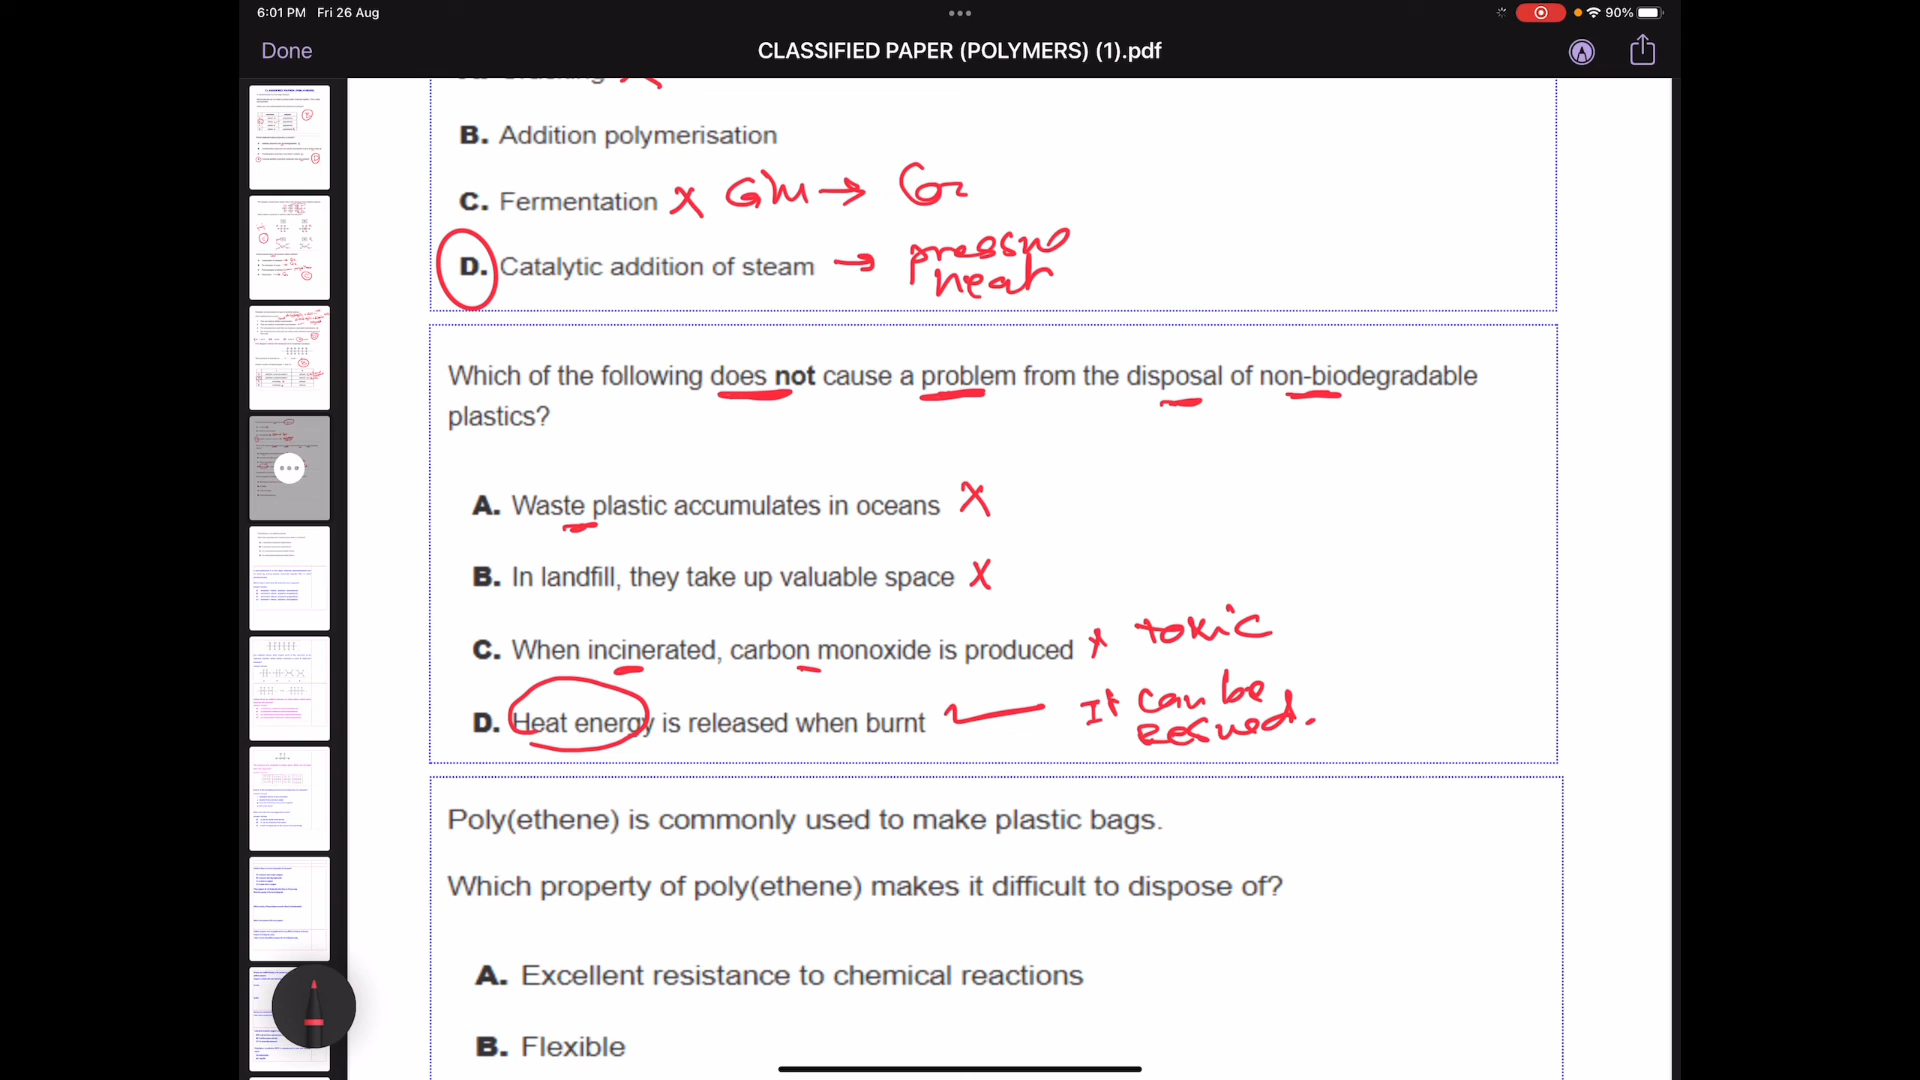 6:01 PM Fri 26 Aug
90%
Done
CLASSIFIED PAPER (POLYMERS) (1).pdf
B. Addition polymerisation
C. Fermentation X
D. Catalytic addition of steam → pressure
heat
Which of the following does not cause a problem from the disposal of non-biodegradable
plastics?
A. Waste plastic accumulates in oceans X
B. In landfill, they take up valuable space X
C. When incinerated, carbon monoxide is produced x toxic
D. Heat energy is released when burnt It can be
Poly(ethene) is commonly used to make plastic bags.
Which property of poly(ethene) makes it difficult to dispose of?
A. Excellent resistance to chemical reactions
B. Flexible